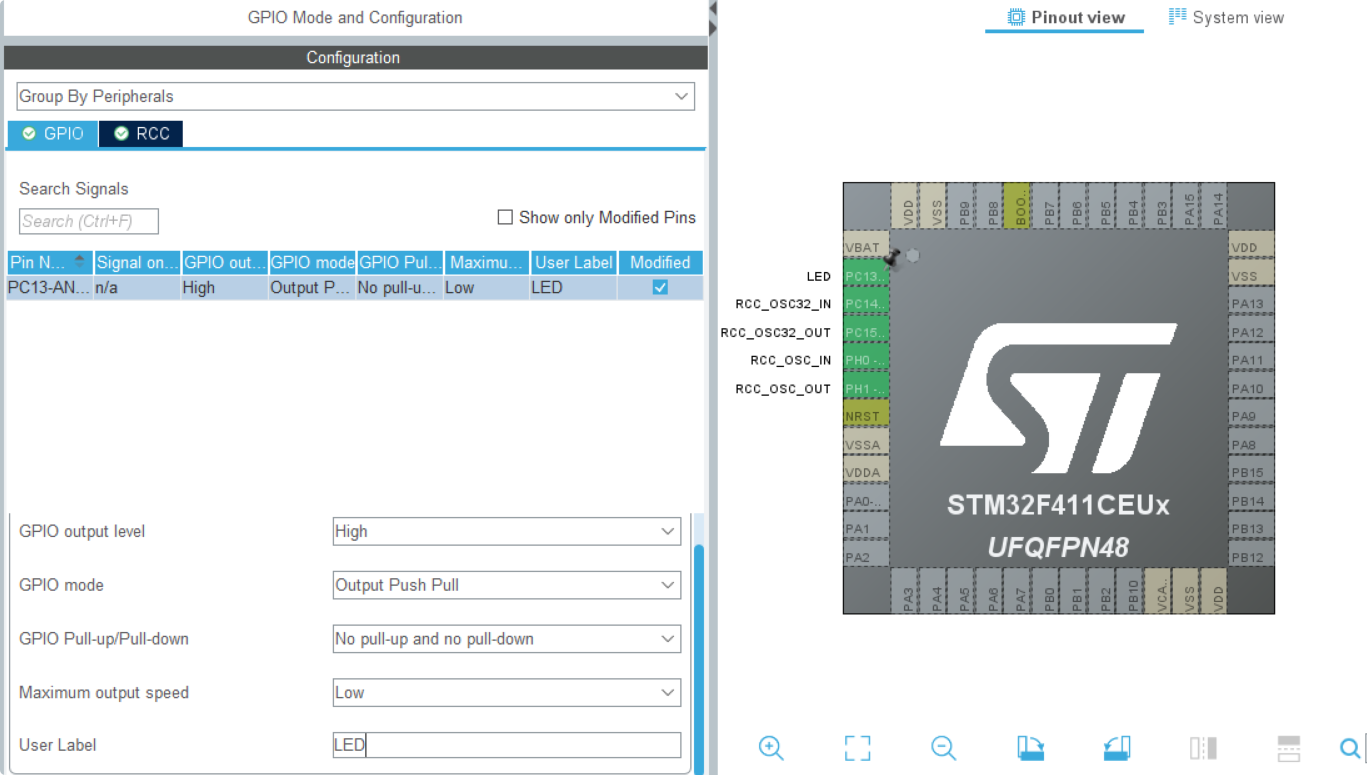 GPIO Mode and Configuration
Configuration
Group By Peripherals
GPIO
RCC
Search Signals
Search (Ctrl+F)
Show only Modified Pins
Pin N... Signal on... GPIO out... GPIO mode GPIO Pul... Maximu... User Label Modified
PC13-AN... n/a High Output P... No pull-u... Low LED
GPIO output level High
GPIO mode Output Push Pull
GPIO Pull-up/Pull-down No pull-up and no pull-down
Maximum output speed Low
User Label LED
Pinout view
System view
VDD VSS PB9 PB8 BOO... PB7 PB6 PB5 PB4 PB3 PA15 PA14
VBAT
LED PC13..
RCC_OSC32_IN PC14..
RCC_OSC32_OUT PC15..
RCC_OSC_IN PH0 -..
RCC_OSC_OUT PH1 -..
NRST
VSSA
VDDA
PA0-..
PA1
PA2
STM32F411CEUx
UFQFPN48
VDD
VSS
PA13
PA12
PA11
PA10
PA9
PA8
PB15
PB14
PB13
PB12
PA3 PA4 PA5 PA6 PA7 PB0 PB1 PB2 PB10 VCA.. VSS VDD